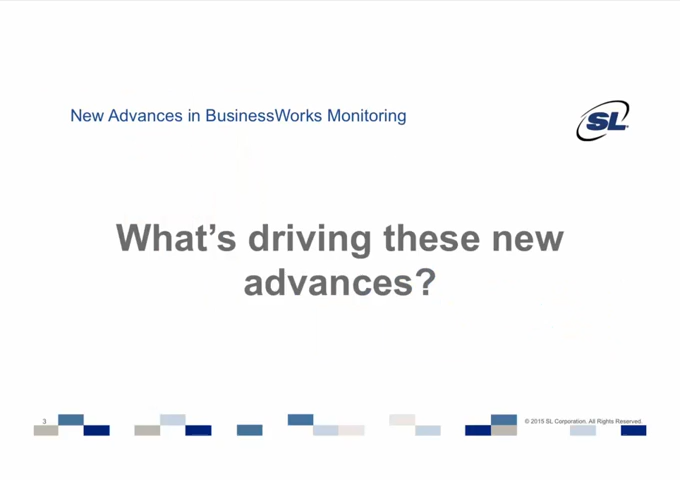 New Advances in BusinessWorks Monitoring
SL
What's driving these new
advances?
3
© 2015 SL Corporation. All Rights Reserved.